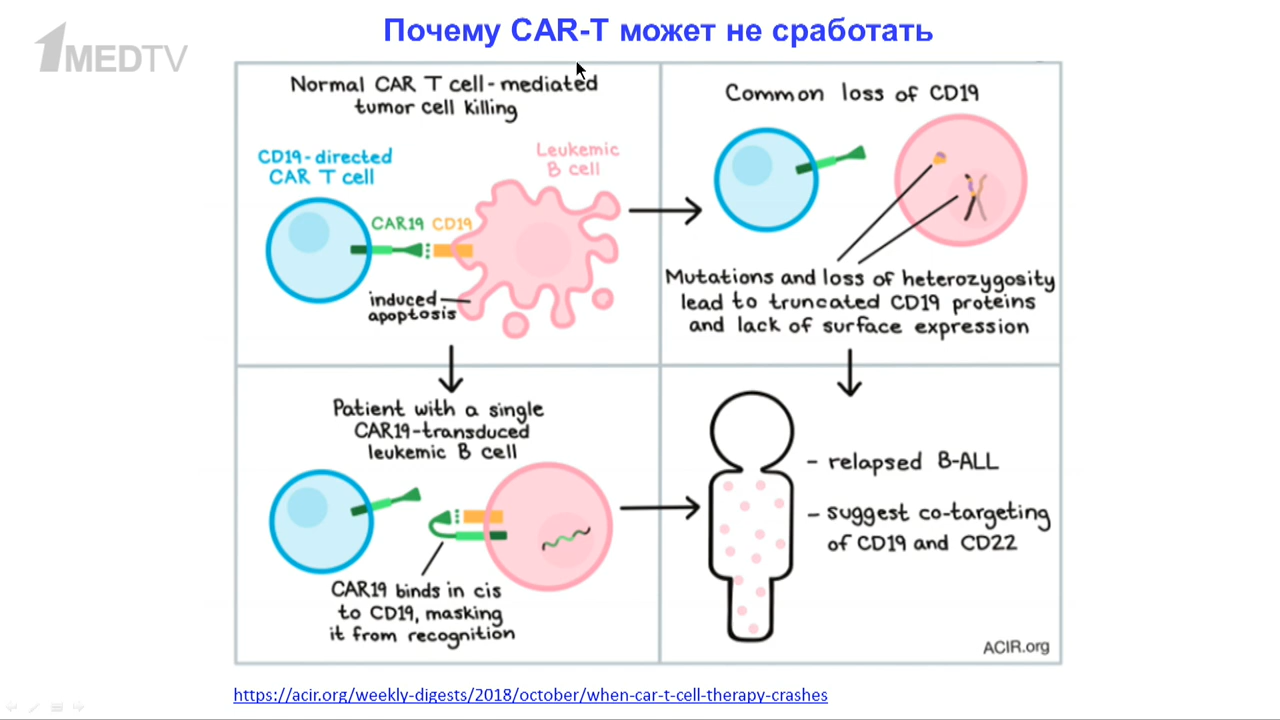 Почему CAR-T может не сработать
1MEDTV
Normal CAR T cell-mediated
tumor cell killing
CD19-directed
CAR T cell
Leukemic
B cell
CAR19 CD19
induced
apoptosis
Common loss of CD19
Mutations and loss of heterozygosity
lead to truncated CD19 proteins
and lack of surface expression
Patient with a single
CAR19-transduced
leukemic B cell
CAR19 binds in cis
to CD19, masking
it from recognition
- relapsed B-ALL
- suggest co-targeting
of CD19 and CD22
ACIR.org
https://acir.org/weekly-digests/2018/october/when-car-t-cell-therapy-crashes